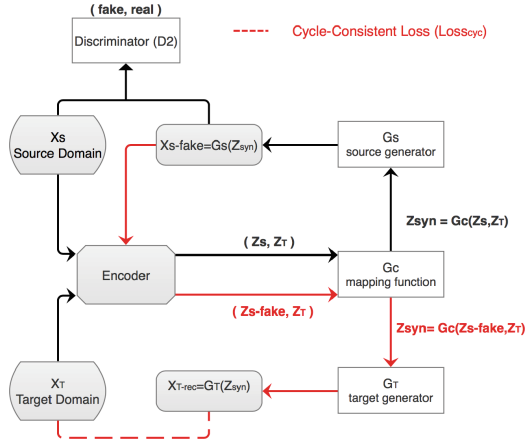 ( fake, real )
Discriminator (D2)
Cycle-Consistent Loss (Losscyc)
Xs
Source Domain
Xs-fake=Gs(Zsyn)
Gs
source generator
Zsyn = Gc(Zs,ZT)
( Zs, ZT )
Encoder
Gc
mapping function
( Zs-fake, ZT )
Zsyn= Gc(Zs-fake,ZT)
XT
Target Domain
XT-rec=GT(Zsyn)
GT
target generator